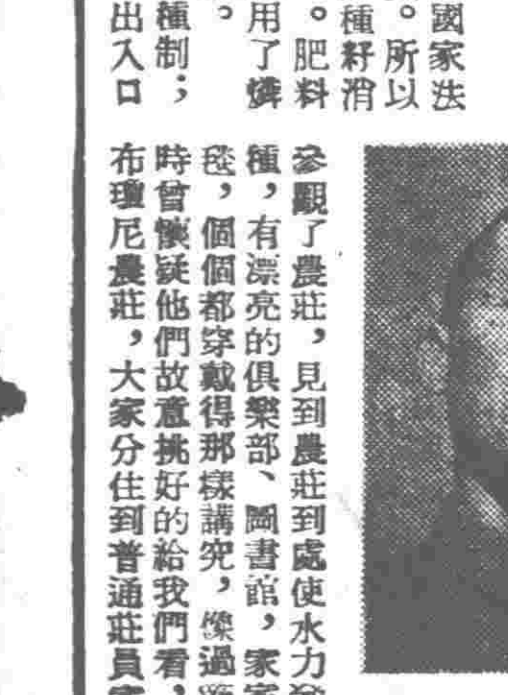 國家法
。所以
種籽消
。肥料
用了燐
。
種制；
出入口
參觀了農莊，見到農莊到處使水力發
種，有漂亮的俱樂部、圖書館，家家
毯，個個都穿戴得那樣講究，像過
時曾懷疑他們故意挑好的給我們看，
布瓊尼農莊，大家分住到普通莊員家